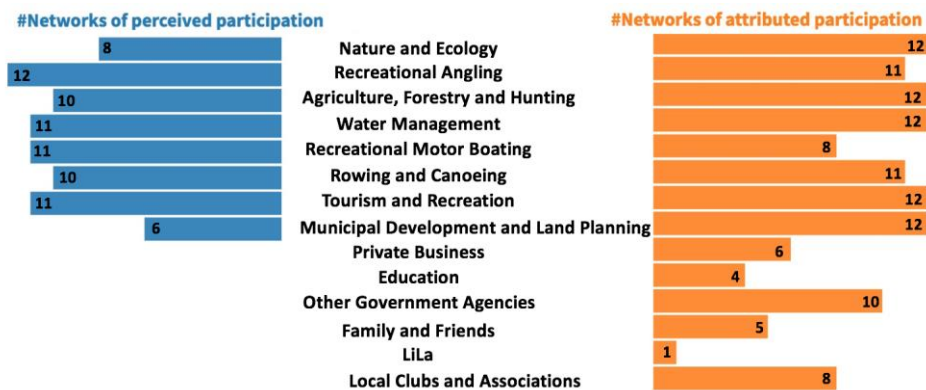 #Networks of perceived participation #Networks of attributed participation
8 Nature and Ecology 12
12 Recreational Angling 11
10 Agriculture, Forestry and Hunting 12
11 Water Management 12
11 Recreational Motor Boating 8
10 Rowing and Canoeing 11
11 Tourism and Recreation 12
6 Municipal Development and Land Planning 12
Private Business 6
Education 4
Other Government Agencies 10
Family and Friends 5
LiLa 1
Local Clubs and Associations 8